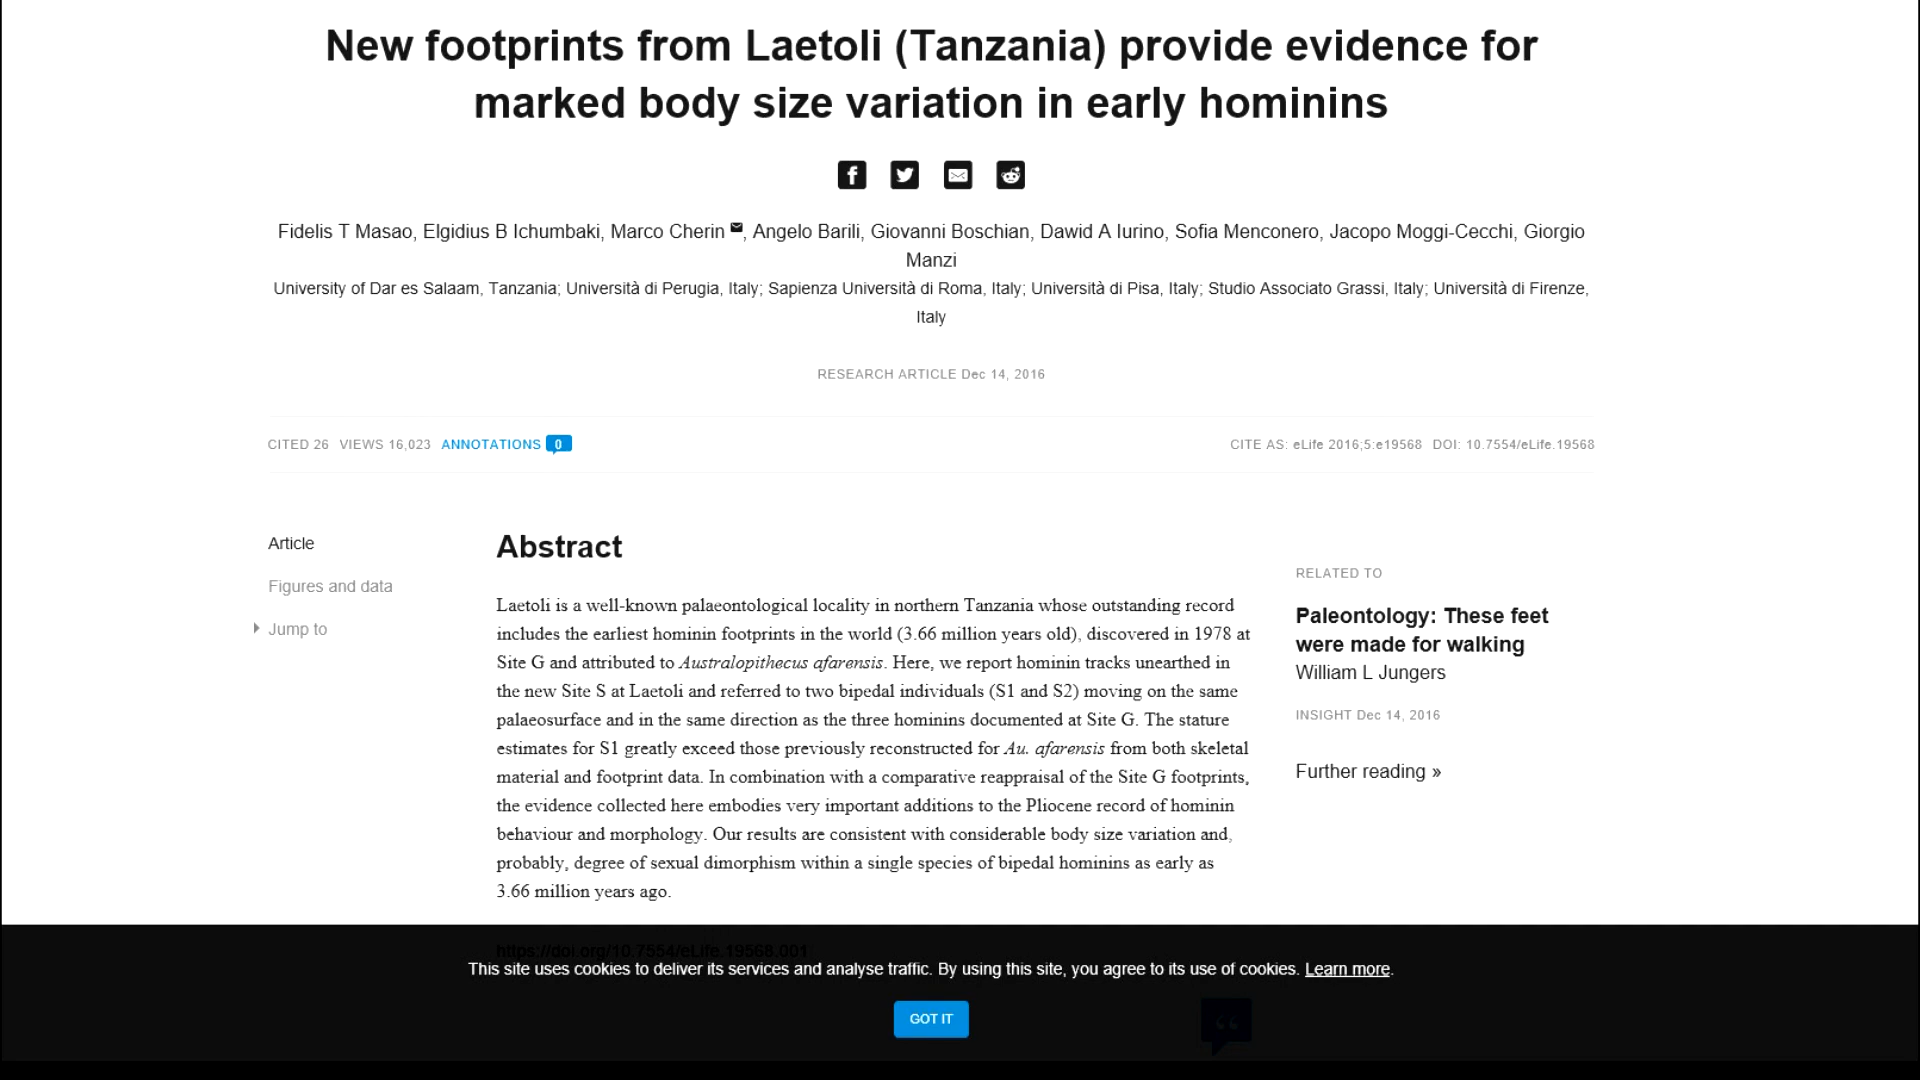 New footprints from Laetoli (Tanzania) provide evidence for
marked body size variation in early hominins
Fidelis T Masao, Elgidius B Ichumbaki, Marco Cherin, Angelo Barili, Giovanni Boschian, Dawid A Iurino, Sofia Menconero, Jacopo Moggi-Cecchi, Giorgio
Manzi
University of Dar es Salaam, Tanzania; Università di Perugia, Italy; Sapienza Università di Roma, Italy; Università di Pisa, Italy; Studio Associato Grassi, Italy; Università di Firenze,
Italy
RESEARCH ARTICLE Dec 14, 2016
CITED 26 VIEWS 16,023 ANNOTATIONS 0
CITE AS: eLife 2016;5:e19568 DOI: 10.7554/eLife.19568
Article
Figures and data
Jump to
Abstract
Laetoli is a well-known palaeontological locality in northern Tanzania whose outstanding record
includes the earliest hominin footprints in the world (3.66 million years old), discovered in 1978 at
Site G and attributed to Australopithecus afarensis. Here, we report hominin tracks unearthed in
the new Site S at Laetoli and referred to two bipedal individuals (S1 and S2) moving on the same
palaeosurface and in the same direction as the three hominins documented at Site G. The stature
estimates for S1 greatly exceed those previously reconstructed for Au. afarensis from both skeletal
material and footprint data. In combination with a comparative reappraisal of the Site G footprints,
the evidence collected here embodies very important additions to the Pliocene record of hominin
behaviour and morphology. Our results are consistent with considerable body size variation and,
probably, degree of sexual dimorphism within a single species of bipedal hominins as early as
3.66 million years ago.
https://doi.org/10.7554/eLife.19568.001
RELATED TO
Paleontology: These feet
were made for walking
William L Jungers
INSIGHT Dec 14, 2016
Further reading »
This site uses cookies to deliver its services and analyse traffic. By using this site, you agree to its use of cookies. Learn more.
GOT IT